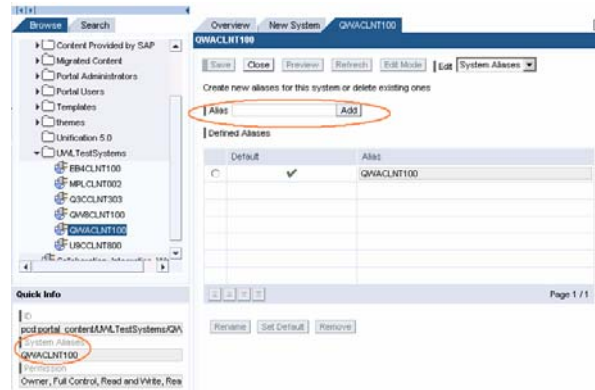 Browse Search
Content Provided by SAP
Migrated Content
Portal Administrators
Portal Users
Templates
themes
Unification 5.0
UWLTestSystems
EB4CLNT100
MPLCLNT002
Q3CCLNT303
QW8CLNT100
QWACLNT100
U9CCLNT800
Quick Info
ID
pcd:portal_content/UWLTestSystems/QW
System Aliases
QWACLNT100
Permission
Owner, Full Control, Read and Write, Rea
Overview New System QWACLNT100
QWACLNT100
Save Close Preview Refresh Edit Mode Edit System Aliases
Create new aliases for this system or delete existing ones
Alias Add
Defined Aliases
Default Alias
QWACLNT100
Page 1 / 1
Rename Set Default Remove